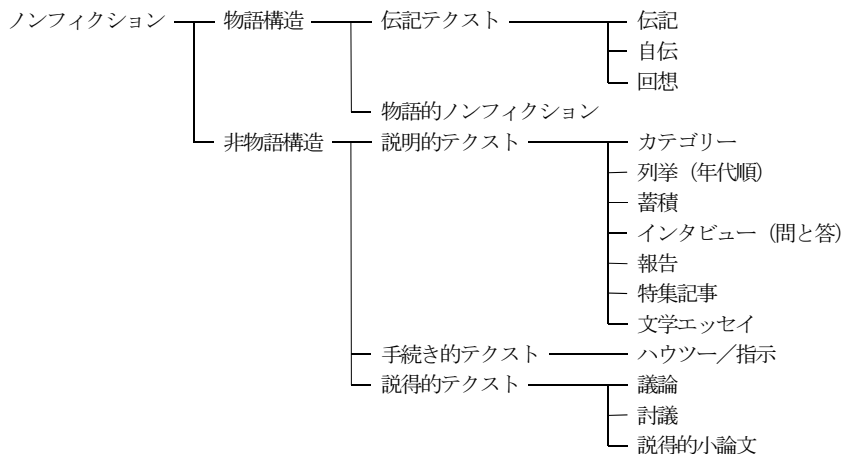 ノンフィクション 物語構造 伝記テクスト 伝記
自伝
回想
物語的ノンフィクション
非物語構造 説明的テクスト カテゴリー
列挙（年代順）
蓄積
インタビュー（問と答）
報告
特集記事
文学エッセイ
手続き的テクスト ハウツー／指示
説得的テクスト 議論
討議
説得的小論文